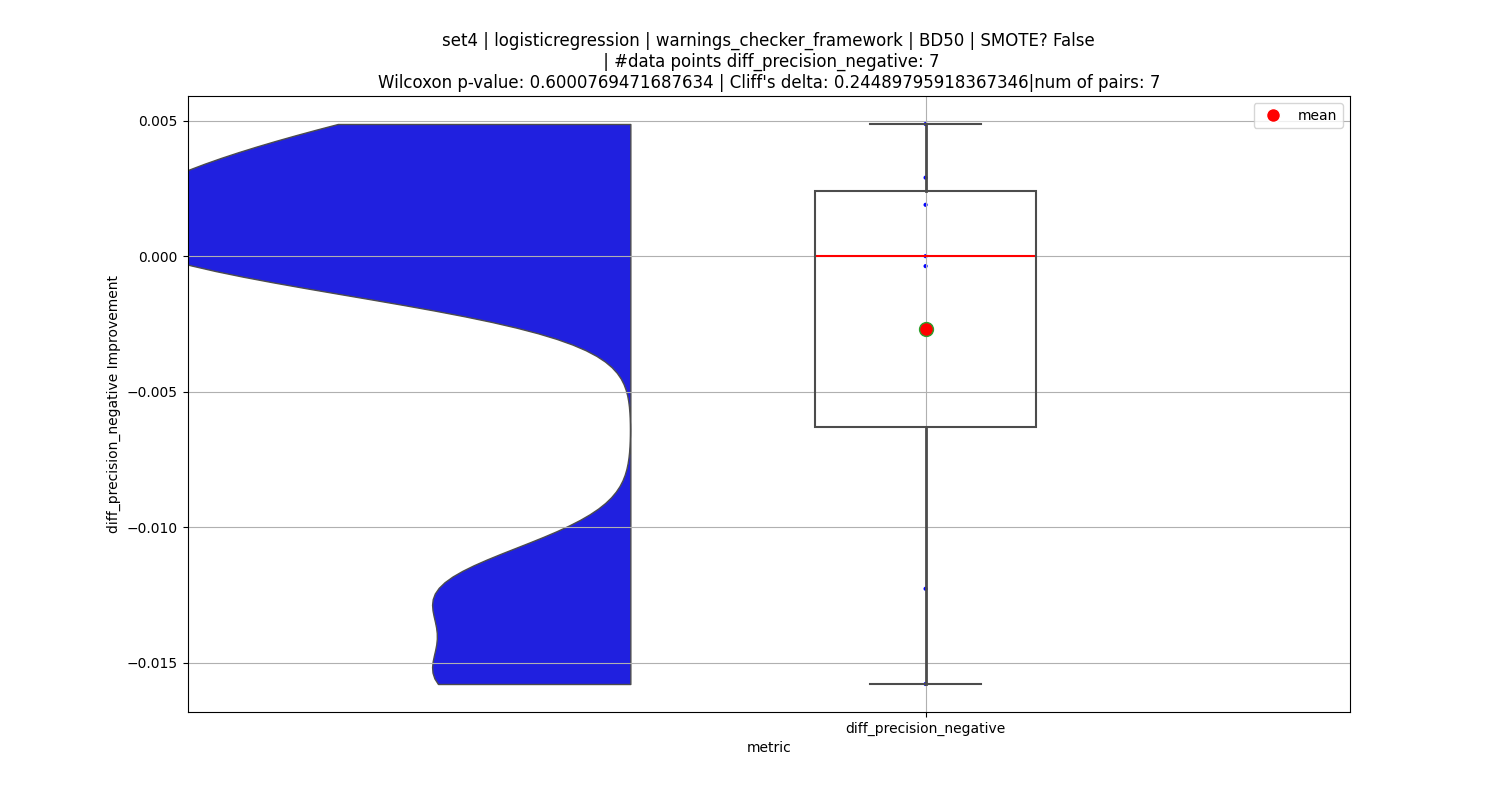 set4 | logisticregression | warnings_checker_framework | BD50 | SMOTE? False
| #data points diff_precision_negative: 7
Wilcoxon p-value: 0.6000769471687634 | Cliff's delta: 0.24489795918367346|num of pairs: 7
mean
0.005
0.000
−0.005
−0.010
−0.015
diff_precision_negative Improvement
diff_precision_negative
metric